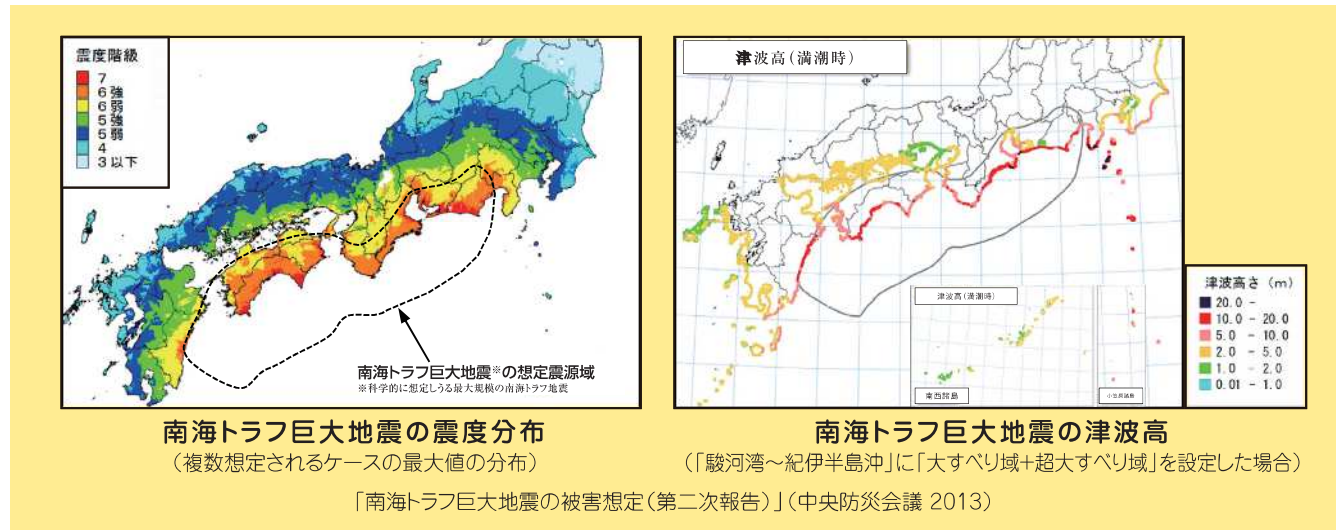 震度階級
7
6強
6弱
5強
5弱
4
3以下
南海トラフ巨大地震※の想定震源域
※科学的に想定しうる最大規模の南海トラフ地震
南海トラフ巨大地震の震度分布
(複数想定されるケースの最大値の分布)
津波高(満潮時)
津波高(満潮時)
南西諸島
小笠原諸島
津波高さ (m)
20.0 -
10.0 - 20.0
5.0 - 10.0
2.0 - 5.0
1.0 - 2.0
0.01 - 1.0
南海トラフ巨大地震の津波高
(「駿河湾~紀伊半島沖」に「大すべり域+超大すべり域」を設定した場合)
「南海トラフ巨大地震の被害想定(第二次報告)」(中央防災会議 2013)